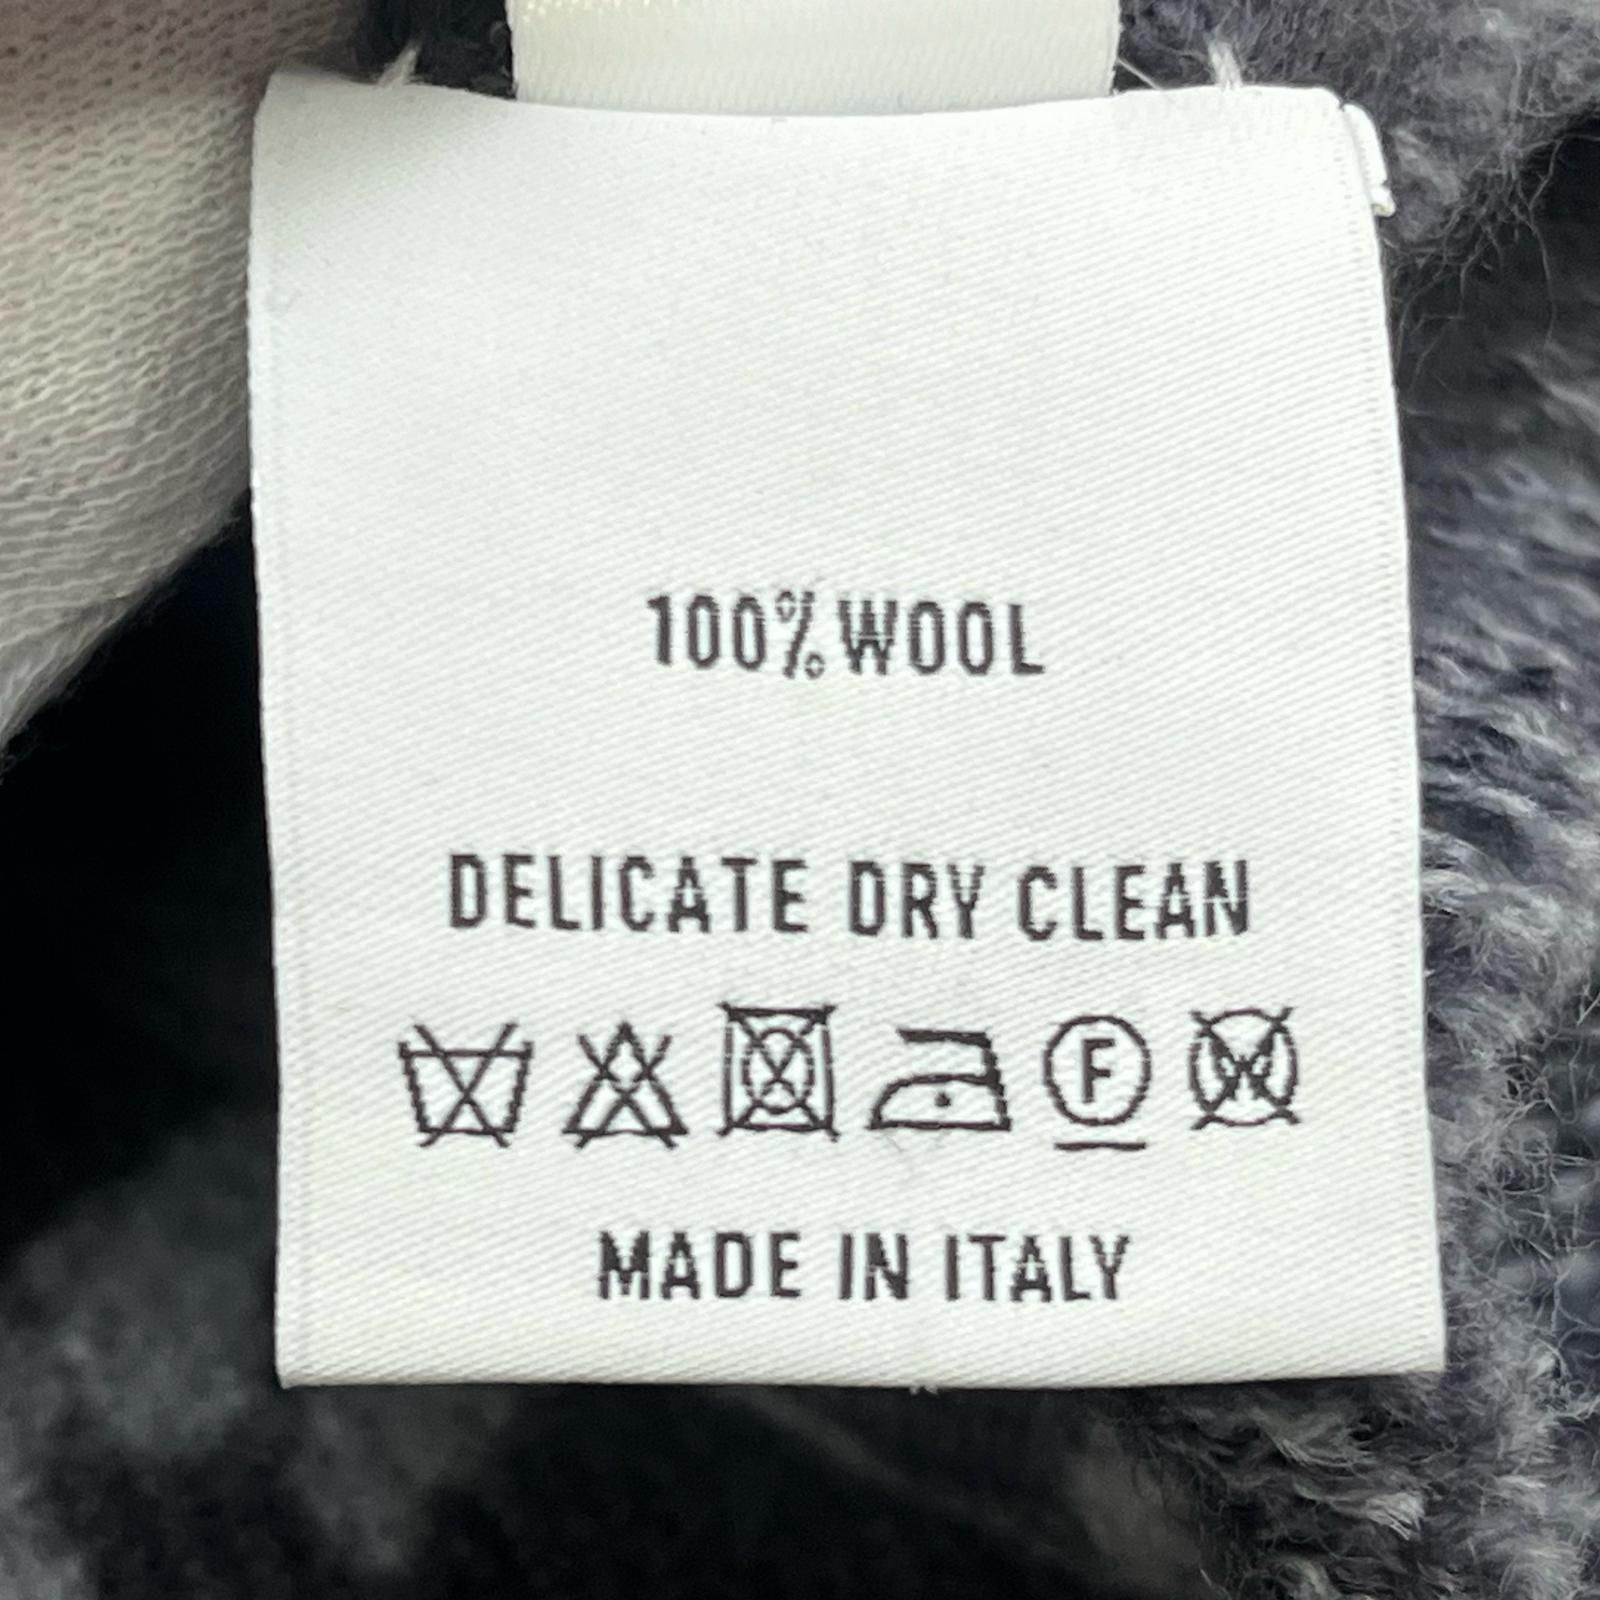 100% WOOL
DELICATE DRY CLEAN
F W
MADE IN ITALY